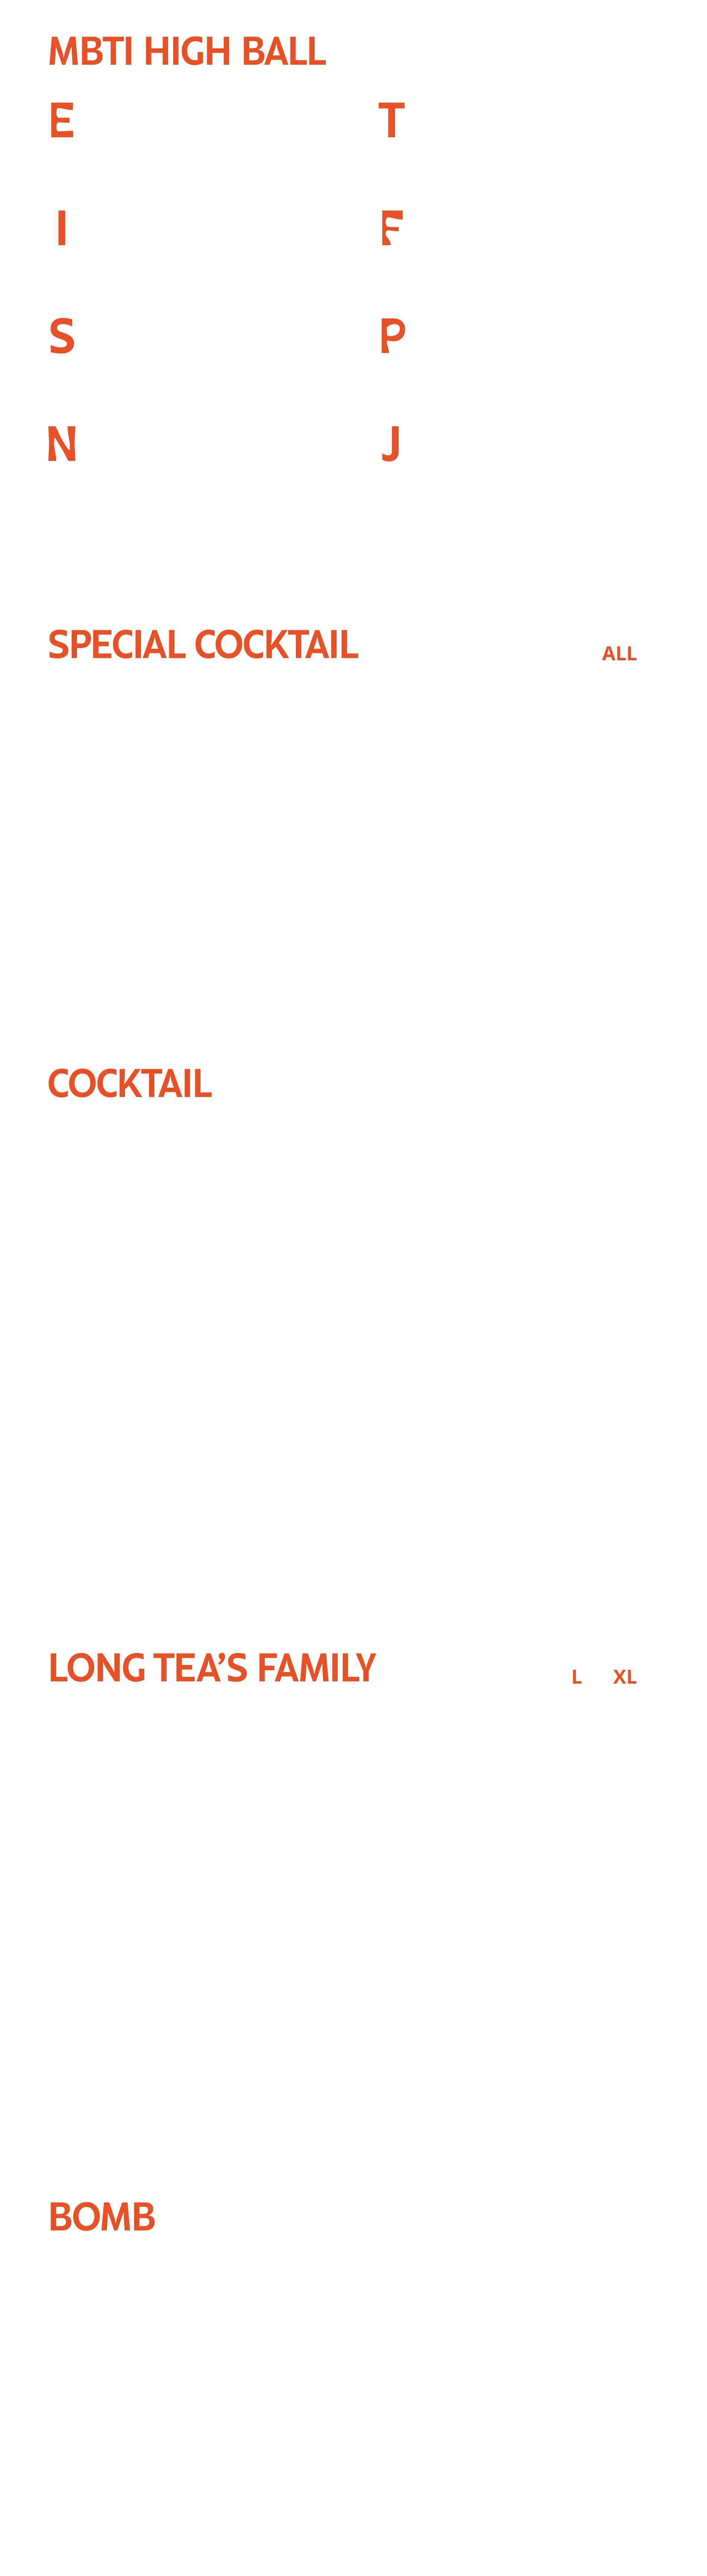 MBTI HIGH BALL
E
T
I
F
S
P
N
J
SPECIAL COCKTAIL
ALL
COCKTAIL
LONG TEA’S FAMILY
L XL
BOMB